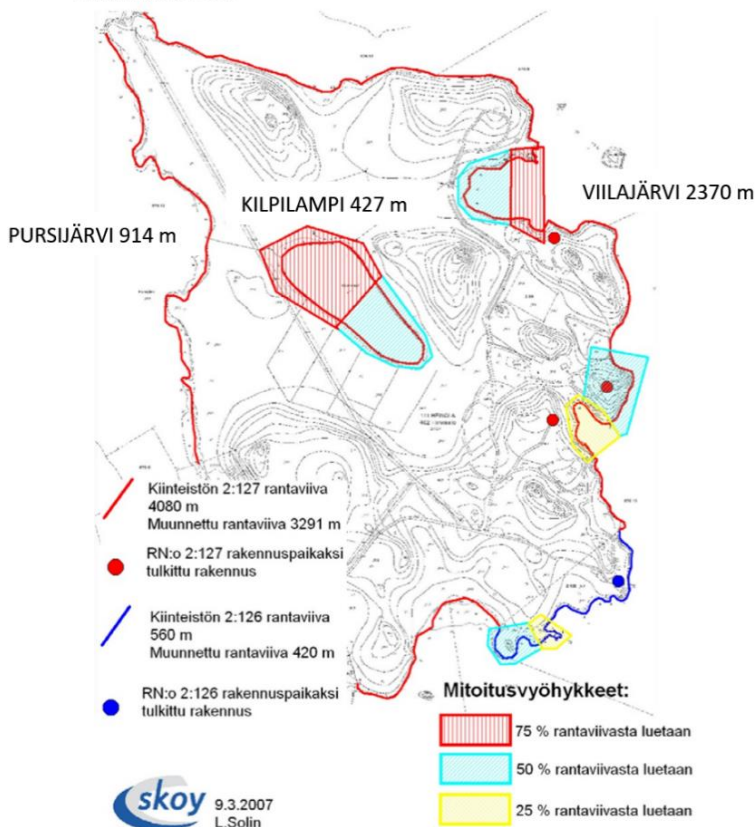 VIILAJÄRVI 2370 m
KILPILAMPI 427 m
PURSIJÄRVI 914 m
Kiinteistön 2:127 rantaviiva
4080 m
Muunnettu rantaviiva 3291 m
RN:o 2:127 rakennuspaikaksi
tulkittu rakennus
Kiinteistön 2:126 rantaviiva
560 m
Muunnettu rantaviiva 420 m
RN:o 2:126 rakennuspaikaksi
tulkittu rakennus
Mitoitusvyöhykkeet:
75 % rantaviivasta luetaan
50 % rantaviivasta luetaan
25 % rantaviivasta luetaan
skoy
9.3.2007
L.Solin